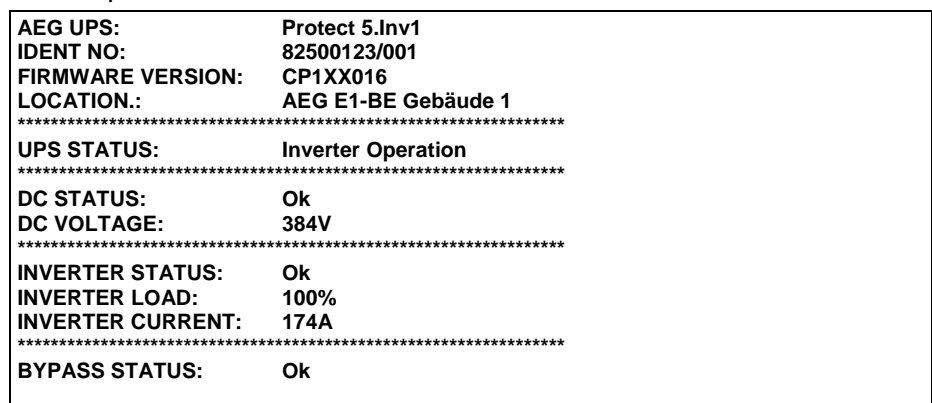 AEG UPS: Protect 5.Inv1
IDENT NO: 82500123/001
FIRMWARE VERSION: CP1XX016
LOCATION.: AEG E1-BE Gebäude 1
******************************************************************
UPS STATUS: Inverter Operation
******************************************************************
DC STATUS: Ok
DC VOLTAGE: 384V
******************************************************************
INVERTER STATUS: Ok
INVERTER LOAD: 100%
INVERTER CURRENT: 174A
******************************************************************
BYPASS STATUS: Ok